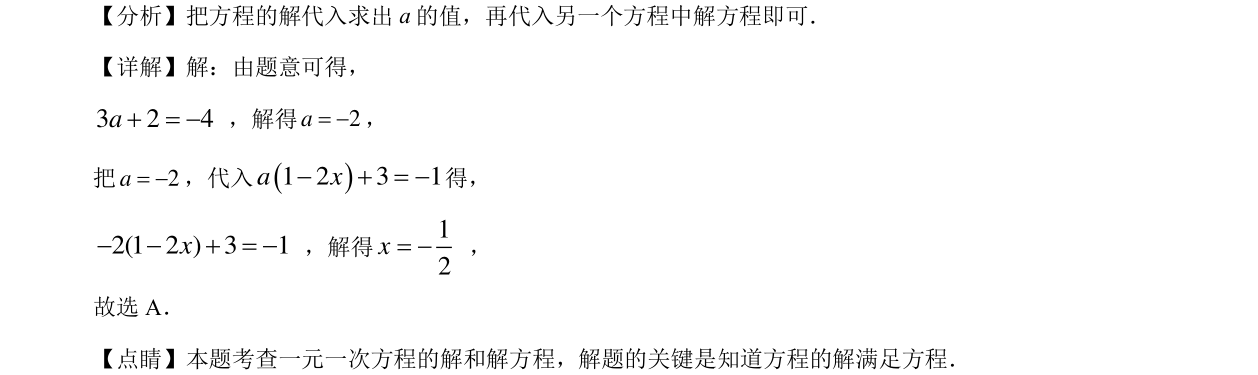 【分析】把方程的解代入求出 a 的值，再代入另一个方程中解方程即可．
【详解】解：由题意可得，
3a+2=−4 ，解得a=−2，
把a=−2，代入a(1−2x)+3=−1得，
−2(1−2x)+3=−1 ，解得x=−1/2 ，
故选 A．
【点睛】本题考查一元一次方程的解和解方程，解题的关键是知道方程的解满足方程．